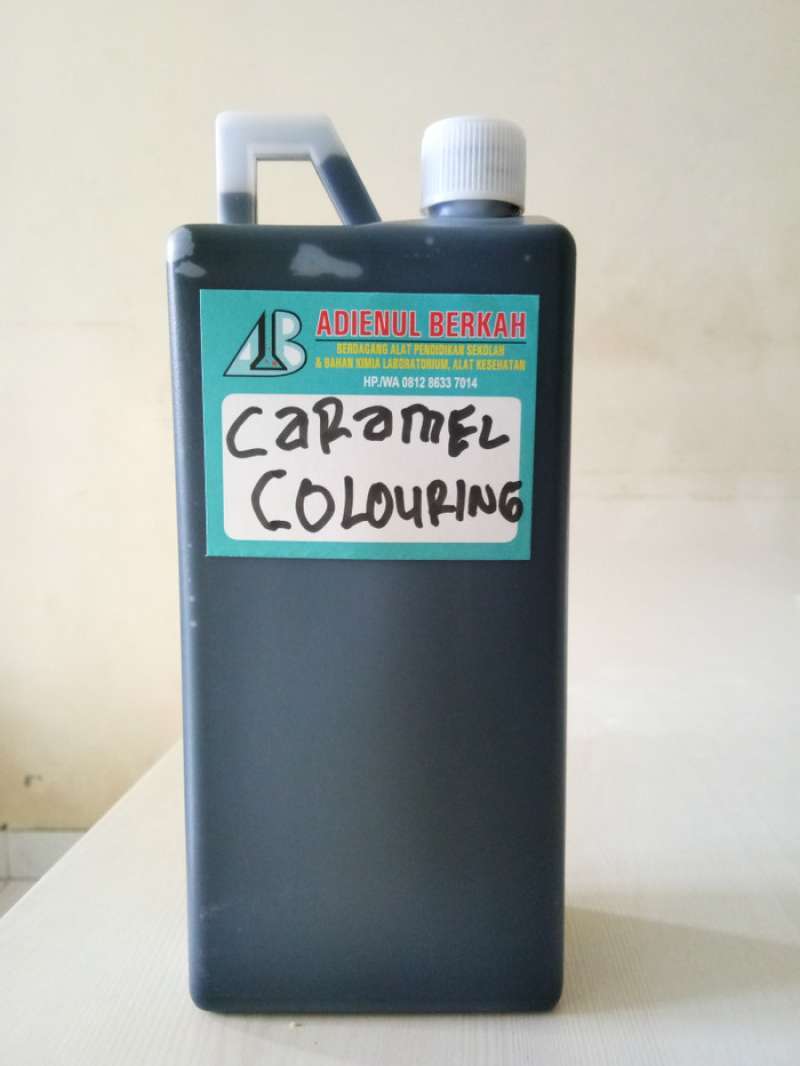 AB
ADIENUL BERKAH
BERDAGANG ALAT PENDIDIKAN SEKOLAH
& BAHAN KIMIA LABORATORIUM, ALAT KESEHATAN
HP./WA 0812 8633 7014
CARAMEL
COLOURING